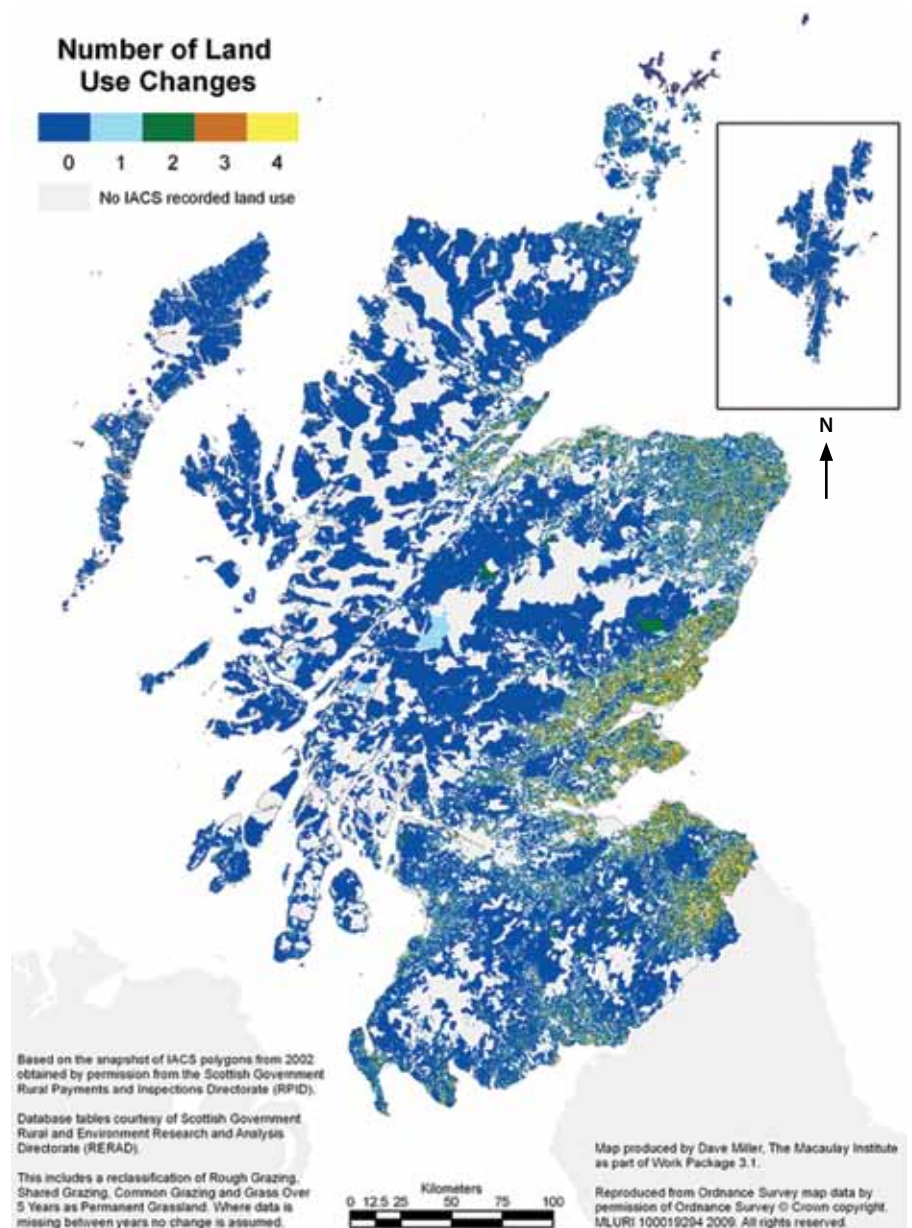 Number of Land
Use Changes
0 1 2 3 4
No IACS recorded land use
N
Based on the snapshot of IACS polygons from 2002
obtained by permission from the Scottish Government
Rural Payments and Inspections Directorate (RPID).
Database tables courtesy of Scottish Government
Rural and Environment Research and Analysis
Directorate (RERAD).
This includes a reclassification of Rough Grazing,
Shared Grazing, Common Grazing and Grass Over
5 Years as Permanent Grassland. Where data is
missing between years no change is assumed.
Kilometers
0 12.5 25 50 75 100
Map produced by Dave Miller, The Macaulay Institute
as part of Work Package 3.1.
Reproduced from Ordnance Survey map data by
permission of Ordnance Survey © Crown copyright.
MLURI 100019294 2009. All rights reserved.